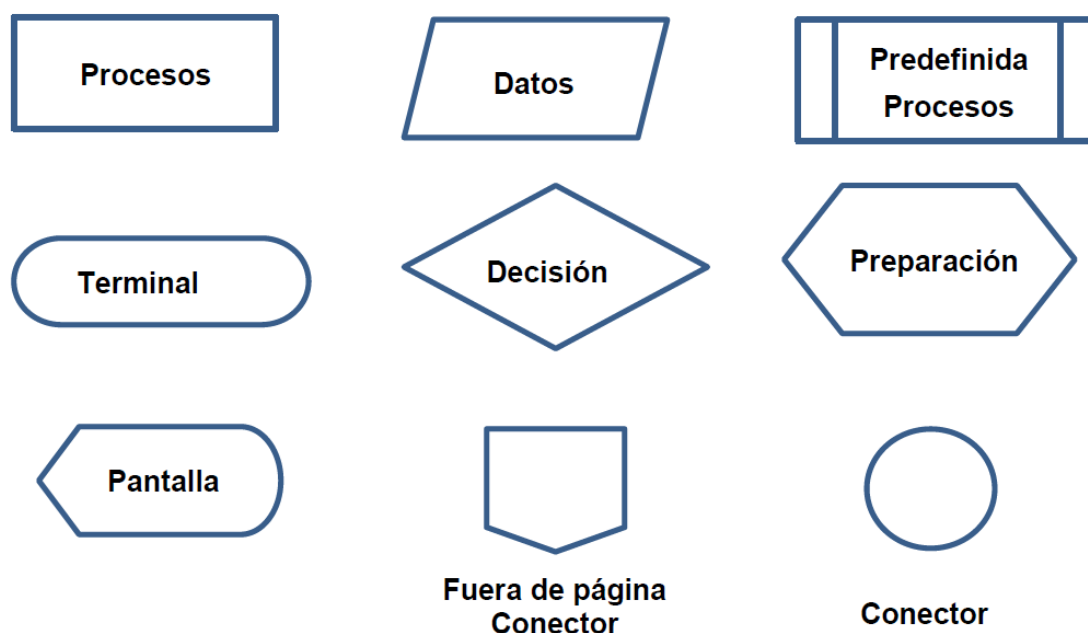 Procesos
Datos
Predefinida
Procesos
Terminal
Decisión
Preparación
Pantalla
Fuera de página
Conector
Conector